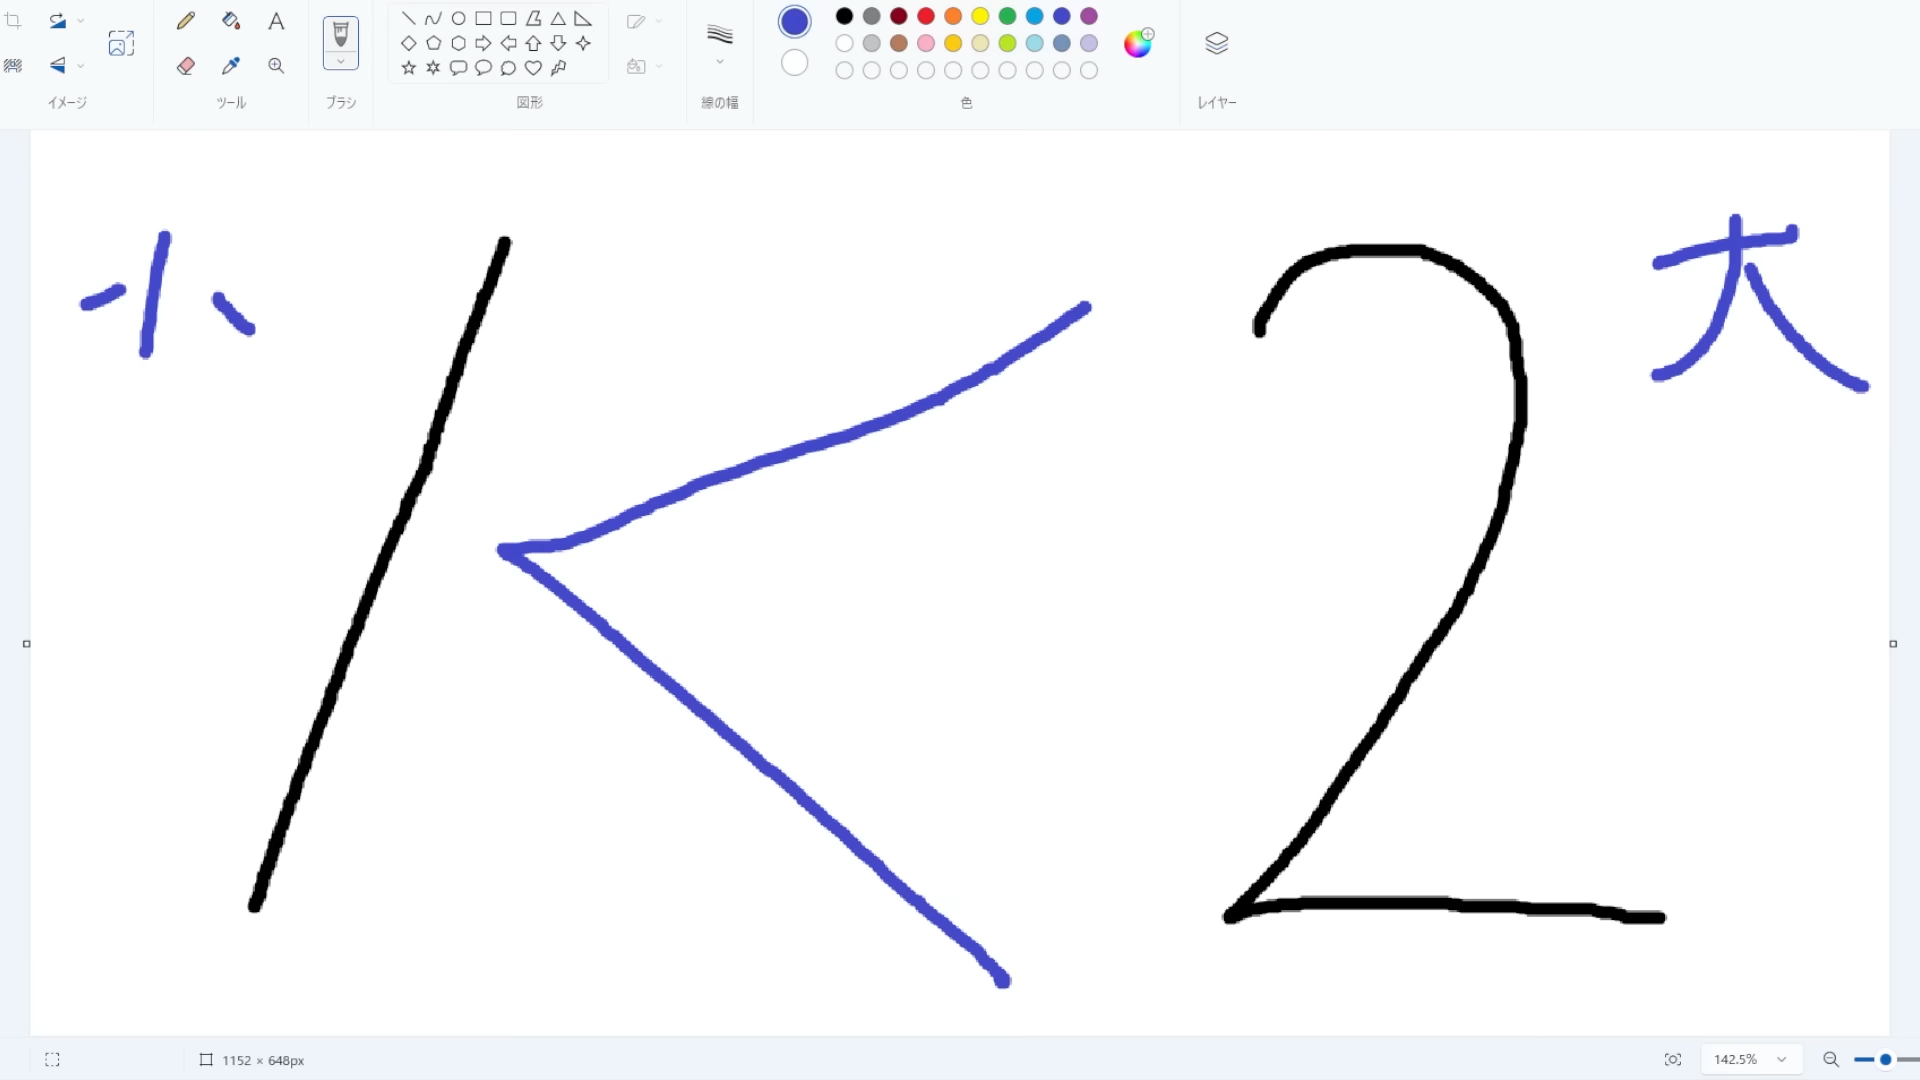 イメージ ツール ブラシ 図形 線の幅 色 レイヤー
小 1 < 2 大
1152 × 648px 142.5%